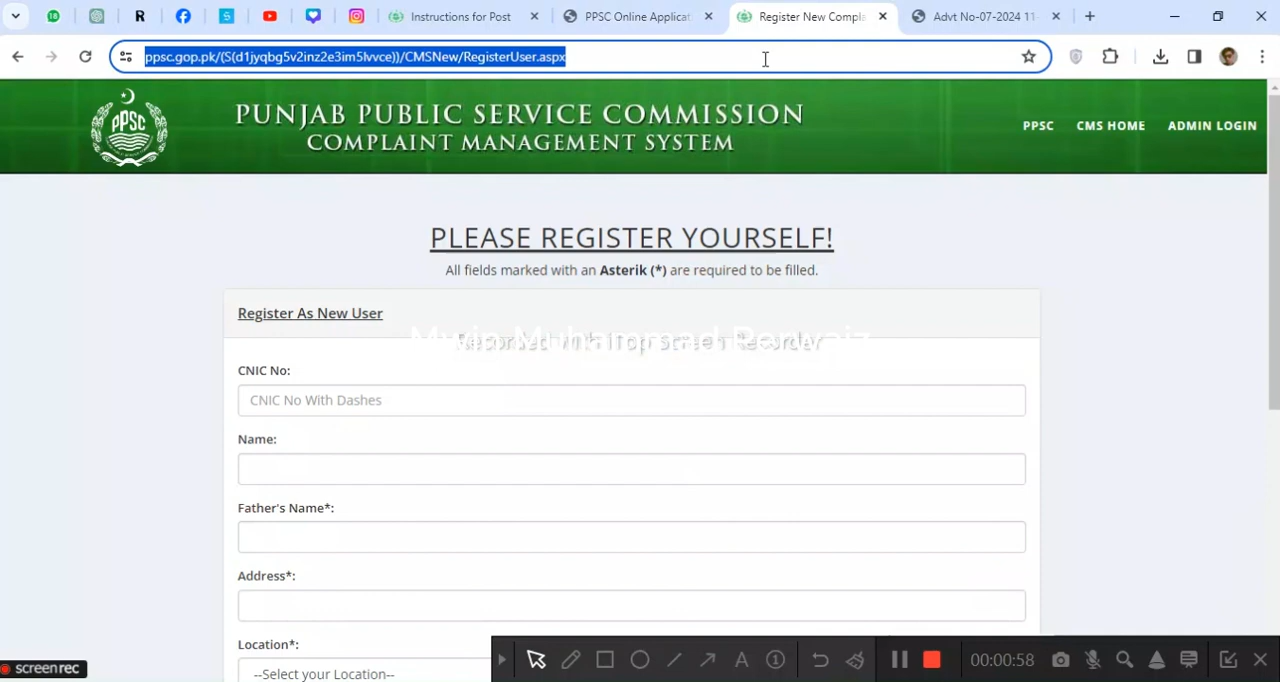 18
Instructions for Post
PPSC Online Applicat
Register New Compla
Advt No-07-2024 11-
ppsc.gop.pk/(S(d1jyqbg5v2inz2e3im5lvvce))/CMSNew/RegisterUser.aspx
PPSC
PUNJAB PUBLIC SERVICE COMMISSION
COMPLAINT MANAGEMENT SYSTEM
PPSC CMS HOME ADMIN LOGIN
PLEASE REGISTER YOURSELF!
All fields marked with an Asterik (*) are required to be filled.
Register As New User
CNIC No:
CNIC No With Dashes
Name:
Father's Name*:
Address*:
Location*:
--Select your Location--
screenrec
00:00:58